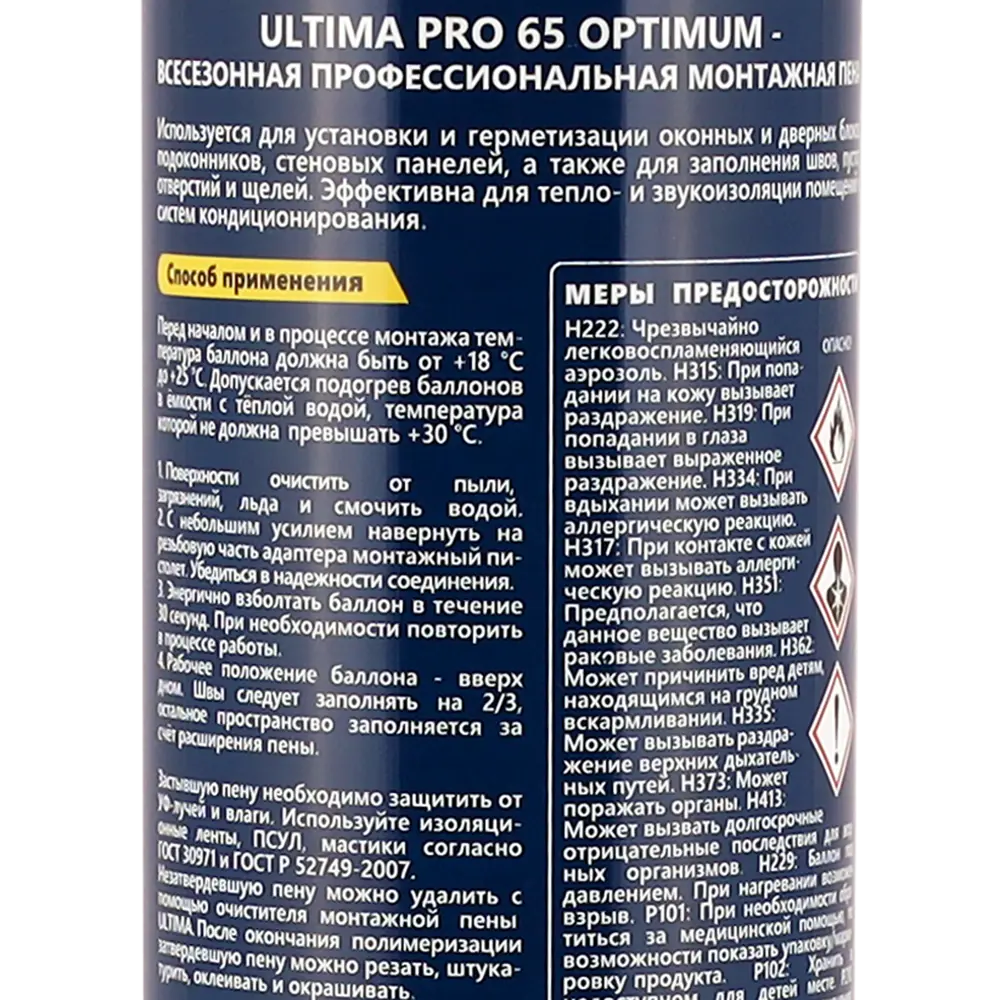 ULTIMA PRO 65 OPTIMUM -
ВСЕСЕЗОННАЯ ПРОФЕССИОНАЛЬНАЯ МОНТАЖНАЯ ПЕНА
Используется для установки и герметизации оконных и дверных
подоконников, стеновых панелей, а также для заполнения швов,
отверстий и щелей. Эффективна для тепло- и звукоизоляции
систем кондиционирования.
Способ применения
Перед началом и в процессе монтажа тем-
пература баллона должна быть от +18 °С
до +25 °С. Допускается подогрев баллонов
в ёмкости с тёплой водой, температура
которой не должна превышать +30 °С.
1. Поверхности очистить от пыли,
загрязнений, льда и смочить водой.
2. С небольшим усилием навернуть на
резьбовую часть адаптера монтажный пи-
столет. Убедиться в надежности соединения.
3. Энергично взболтать баллон в течение
30 секунд. При необходимости повторить
в процессе работы.
4. Рабочее положение баллона - вверх
дном. Швы следует заполнять на 2/3,
остальное пространство заполняется за
счёт расширения пены.
Застывшую пену необходимо защитить от
УФ-лучей и влаги. Используйте изоляци-
онные ленты, ПСУЛ, мастики согласно
ГОСТ 30971 и ГОСТ Р 52749-2007.
Незатвердевшую пену можно удалить с
помощью очистителя монтажной пены
ULTIMA. После окончания полимеризации
затвердевшую пену можно резать, штука-
турить, оклеивать и окрашивать.
МЕРЫ ПРЕДОСТОРОЖНОСТИ
ОПАСНО
H222: Чрезвычайно
легковоспламеняющийся
аэрозоль. H315: При попа-
дании на кожу вызывает
раздражение. H319: При
попадании в глаза
вызывает выраженное
раздражение. H334: При
вдыхании может вызывать
аллергическую реакцию.
H317: При контакте с кожей
может вызывать аллерги-
ческую реакцию. H351:
Предполагается, что
данное вещество вызывает
раковые заболевания. H362:
Может причинить вред детям,
находящимся на грудном
вскармливании. H335:
Может вызывать раздра-
жение верхних дыхатель-
ных путей. H373: Может
поражать органы. H413:
Может вызвать долгосрочные
отрицательные последствия для
ных организмов. H229: Баллон
давлением. При нагревании
взрыв. P101: При необходимости
титься за медицинской помощью,
возможности показать упаковку/
ровку продукта. P102: Хранить
недоступном для детей месте.